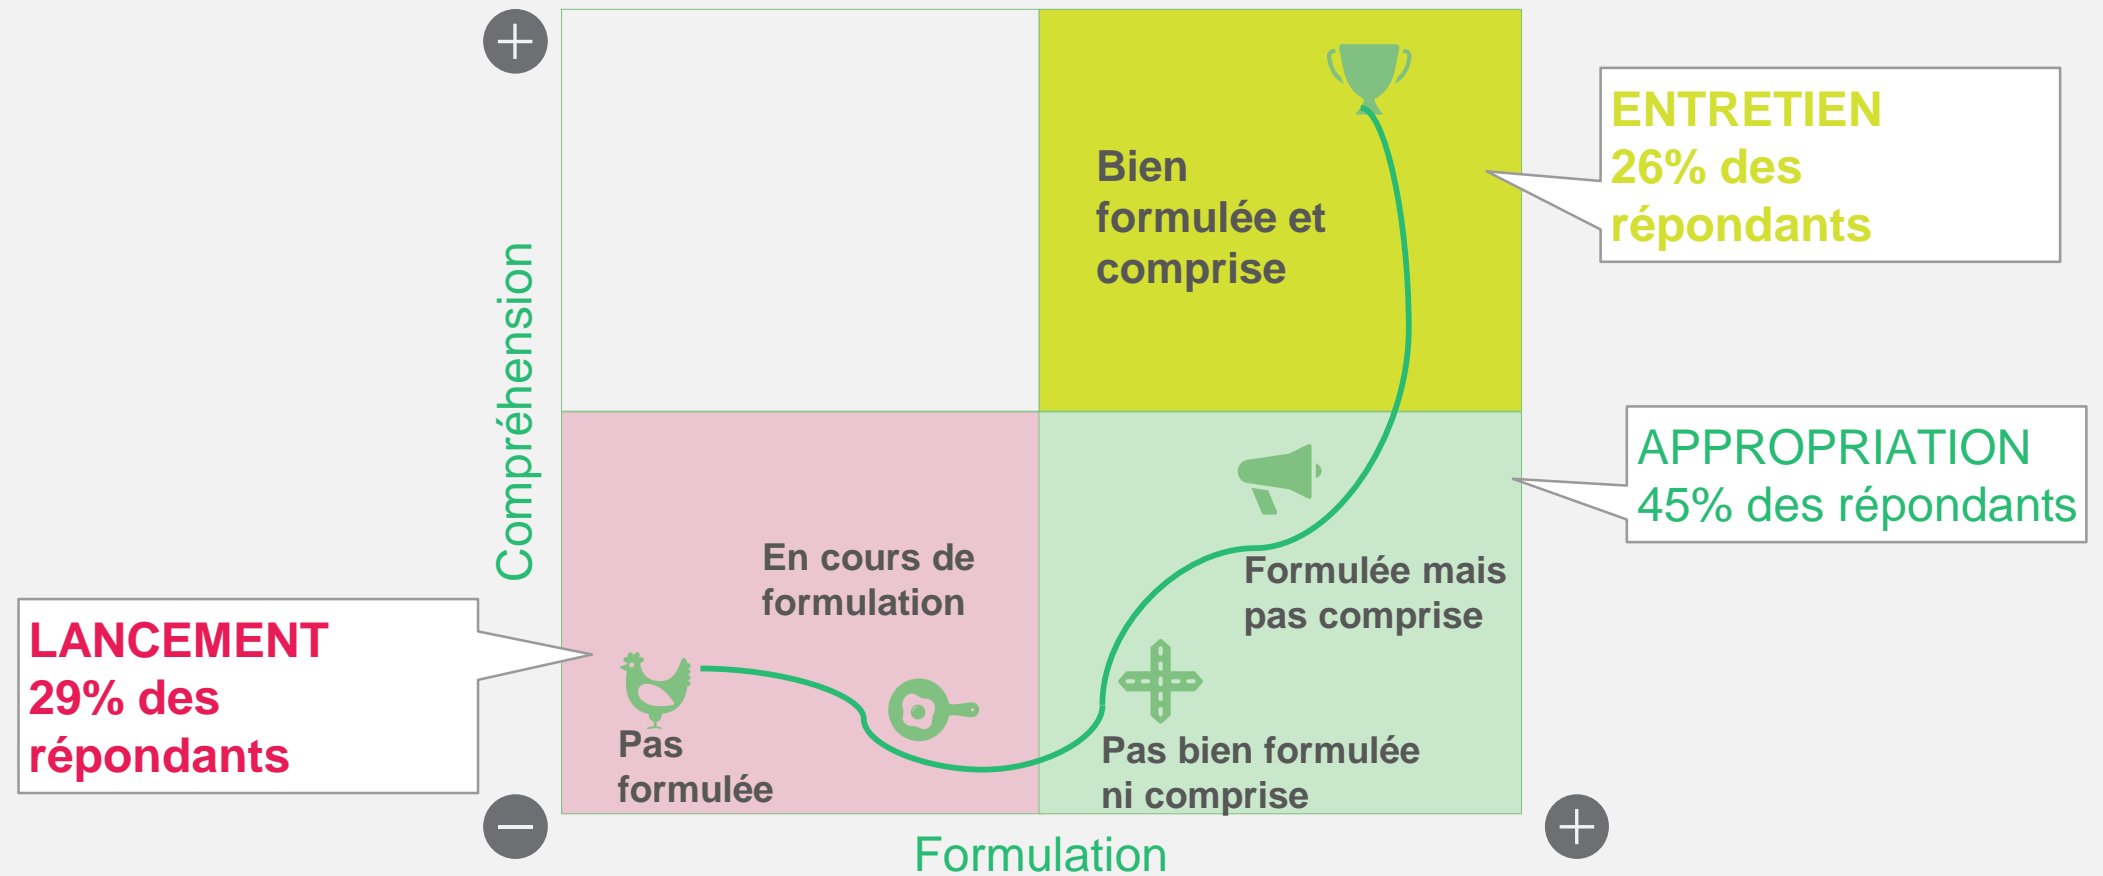 Compréhension
Bien
formulée et
comprise
ENTRETIEN
26% des
répondants
APPROPRIATION
45% des répondants
En cours de
formulation
Formulée mais
pas comprise
LANCEMENT
29% des
répondants
Pas
formulée
Pas bien formulée
ni comprise
Formulation